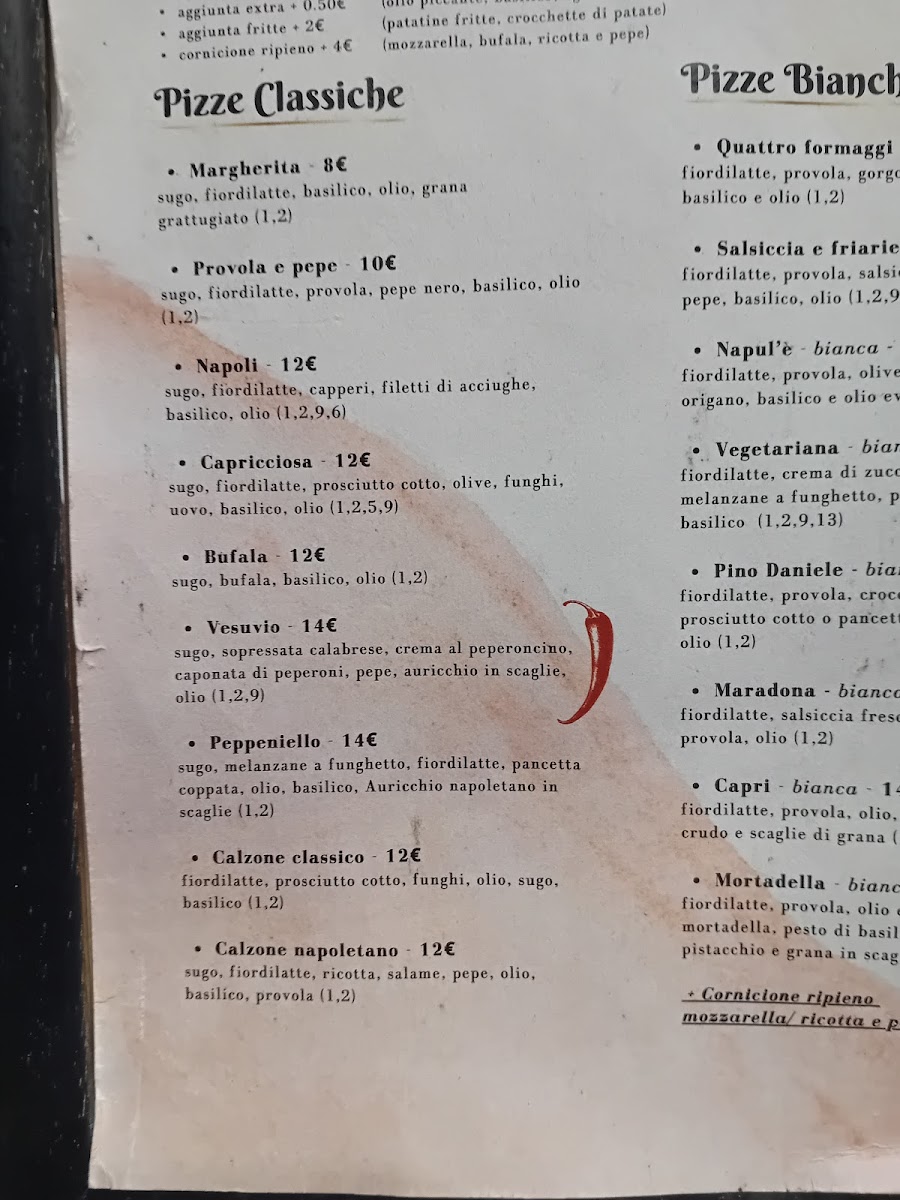 aggiunta extra + 0.50€
• aggiunta fritte + 2€ (patatine fritte, crocchette di patate)
• cornicione ripieno + 4€ (mozzarella, bufala, ricotta e pepe)
Pizze Classiche
• Margherita - 8€
sugo, fiordilatte, basilico, olio, grana
grattugiato (1,2)
• Provola e pepe - 10€
sugo, fiordilatte, provola, pepe nero, basilico, olio
(1,2)
• Napoli - 12€
sugo, fiordilatte, capperi, filetti di acciughe,
basilico, olio (1,2,9,6)
• Capricciosa - 12€
sugo, fiordilatte, prosciutto cotto, olive, funghi,
uovo, basilico, olio (1,2,5,9)
• Bufala - 12€
sugo, bufala, basilico, olio (1,2)
• Vesuvio - 14€
sugo, sopressata calabrese, crema al peperoncino,
caponata di peperoni, pepe, auricchio in scaglie,
olio (1,2,9)
• Peppeniello - 14€
sugo, melanzane a funghetto, fiordilatte, pancetta
coppata, olio, basilico, Auricchio napoletano in
scaglie (1,2)
• Calzone classico - 12€
fiordilatte, prosciutto cotto, funghi, olio, sugo,
basilico (1,2)
• Calzone napoletano - 12€
sugo, fiordilatte, ricotta, salame, pepe, olio,
basilico, provola (1,2)
Pizze Bianch
• Quattro formaggi
fiordilatte, provola, gorgo
basilico e olio (1,2)
• Salsiccia e friarie
fiordilatte, provola, salsi
pepe, basilico, olio (1,2,9
• Napul'è - bianca -
fiordilatte, provola, olive
origano, basilico e olio ev
• Vegetariana - bian
fiordilatte, crema di zucc
melanzane a funghetto, p
basilico (1,2,9,13)
• Pino Daniele - bia
fiordilatte, provola, croc
prosciutto cotto o pancett
olio (1,2)
• Maradona - bianca
fiordilatte, salsiccia fres
provola, olio (1,2)
• Capri - bianca - 14
fiordilatte, provola, olio,
crudo e scaglie di grana (
• Mortadella - bianc
fiordilatte, provola, olio
mortadella, pesto di basil
pistacchio e grana in scag
+ Cornicione ripieno
mozzarella/ ricotta e p